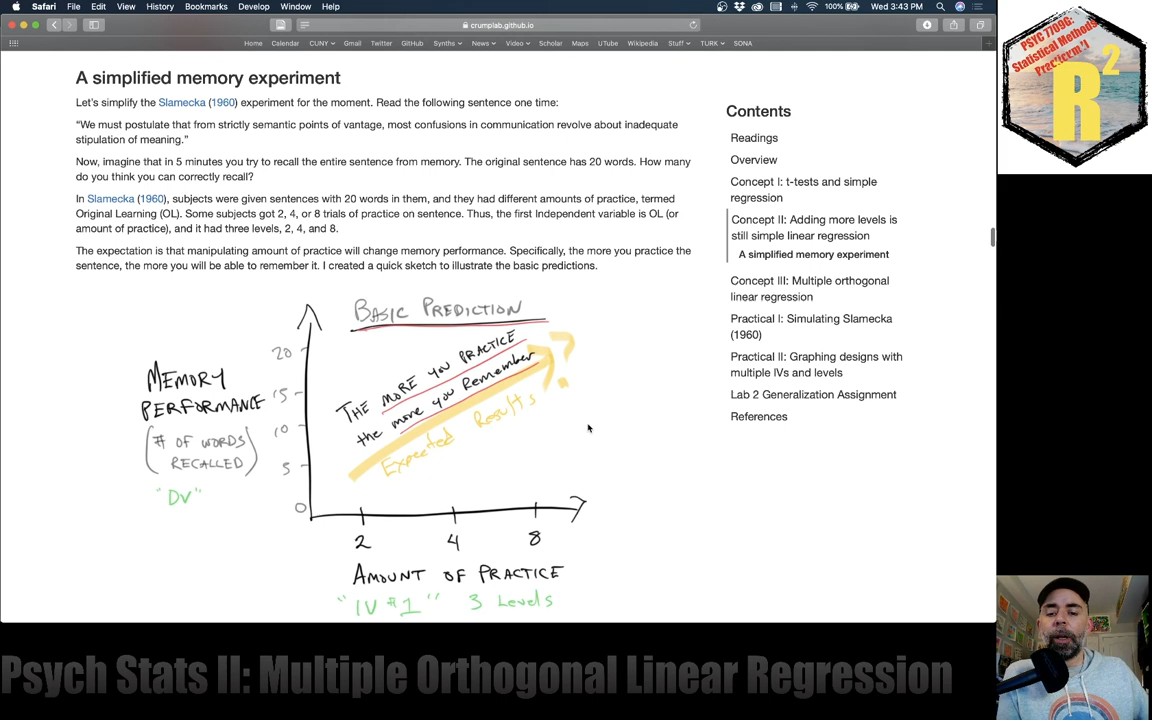 Safari File Edit View History Bookmarks Develop Window Help
100% Wed 3:43 PM
crumplab.github.io
Home Calendar CUNY Gmail Twitter GitHub Synths News Video Scholar Maps UTube Wikipedia Stuff TURK SONA
A simplified memory experiment
Let's simplify the Slamecka (1960) experiment for the moment. Read the following sentence one time:
“We must postulate that from strictly semantic points of vantage, most confusions in communication revolve about inadequate
stipulation of meaning.”
Now, imagine that in 5 minutes you try to recall the entire sentence from memory. The original sentence has 20 words. How many
do you think you can correctly recall?
In Slamecka (1960), subjects were given sentences with 20 words in them, and they had different amounts of practice, termed
Original Learning (OL). Some subjects got 2, 4, or 8 trials of practice on sentence. Thus, the first Independent variable is OL (or
amount of practice), and it had three levels, 2, 4, and 8.
The expectation is that manipulating amount of practice will change memory performance. Specifically, the more you practice the
sentence, the more you will be able to remember it. I created a quick sketch to illustrate the basic predictions.
BASIC PREDICTION
THE MORE YOU PRACTICE
the more you Remember
Expected Results
?
MEMORY
PERFORMANCE
(# OF WORDS
RECALLED)
"DV"
20
15
10
5
0
2 4 8
AMOUNT OF PRACTICE
"IV #1" 3 Levels
Contents
Readings
Overview
Concept I: t-tests and simple
regression
Concept II: Adding more levels is
still simple linear regression
A simplified memory experiment
Concept III: Multiple orthogonal
linear regression
Practical I: Simulating Slamecka
(1960)
Practical II: Graphing designs with
multiple IVs and levels
Lab 2 Generalization Assignment
References
PSYC 7709G:
Statistical Methods
Practicum I
R2
Psych Stats II: Multiple Orthogonal Linear Regression